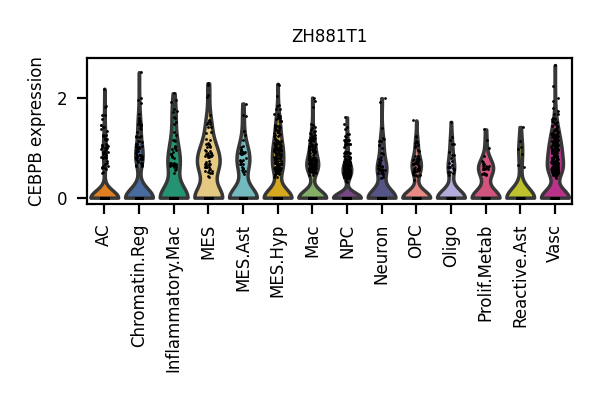 ZH881T1
CEBPB expression
2
0
AC
Chromatin.Reg
Inflammatory.Mac
MES
MES.Ast
MES.Hyp
Mac
NPC
Neuron
OPC
Oligo
Prolif.Metab
Reactive.Ast
Vasc